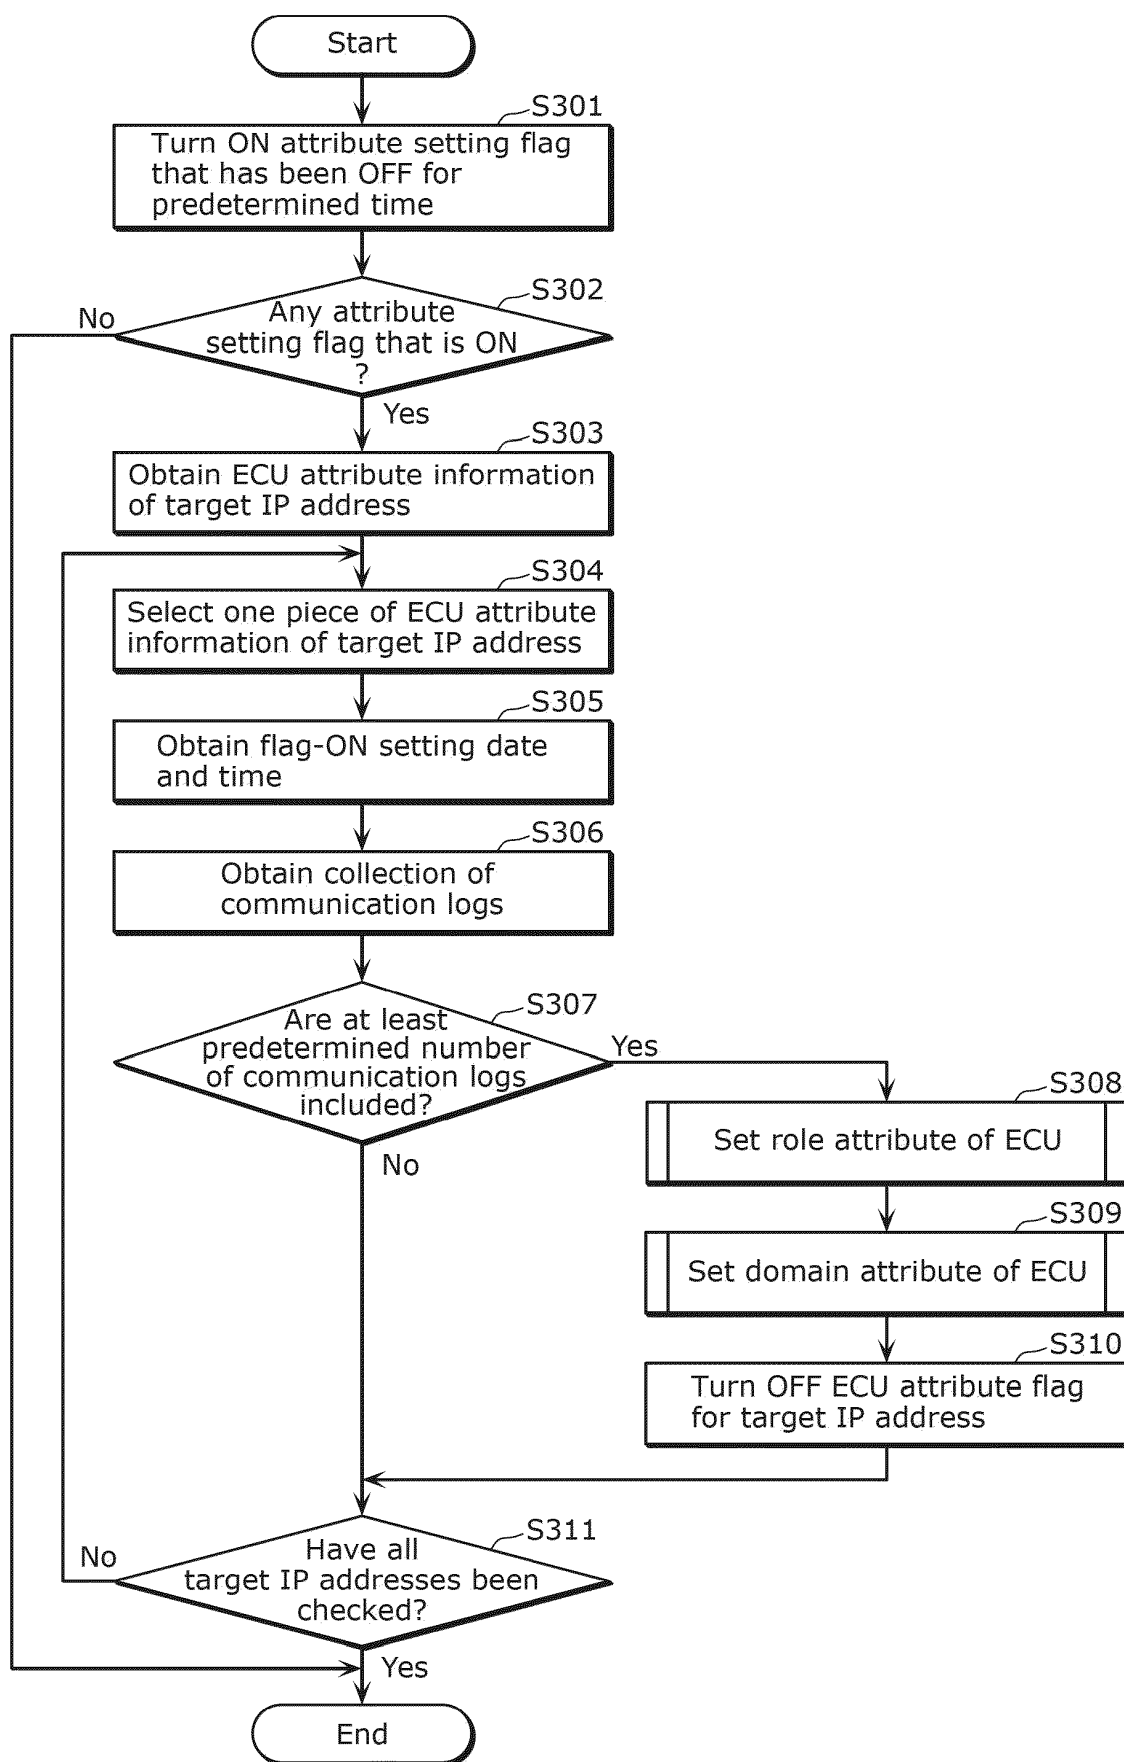 Start
S301
Turn ON attribute setting flag
that has been OFF for
predetermined time
S302
Any attribute
setting flag that is ON
?
No
Yes
S303
Obtain ECU attribute information
of target IP address
S304
Select one piece of ECU attribute
information of target IP address
S305
Obtain flag-ON setting date
and time
S306
Obtain collection of
communication logs
S307
Are at least
predetermined number
of communication logs
included?
Yes
No
S308
Set role attribute of ECU
S309
Set domain attribute of ECU
S310
Turn OFF ECU attribute flag
for target IP address
S311
Have all
target IP addresses been
checked?
No
Yes
End